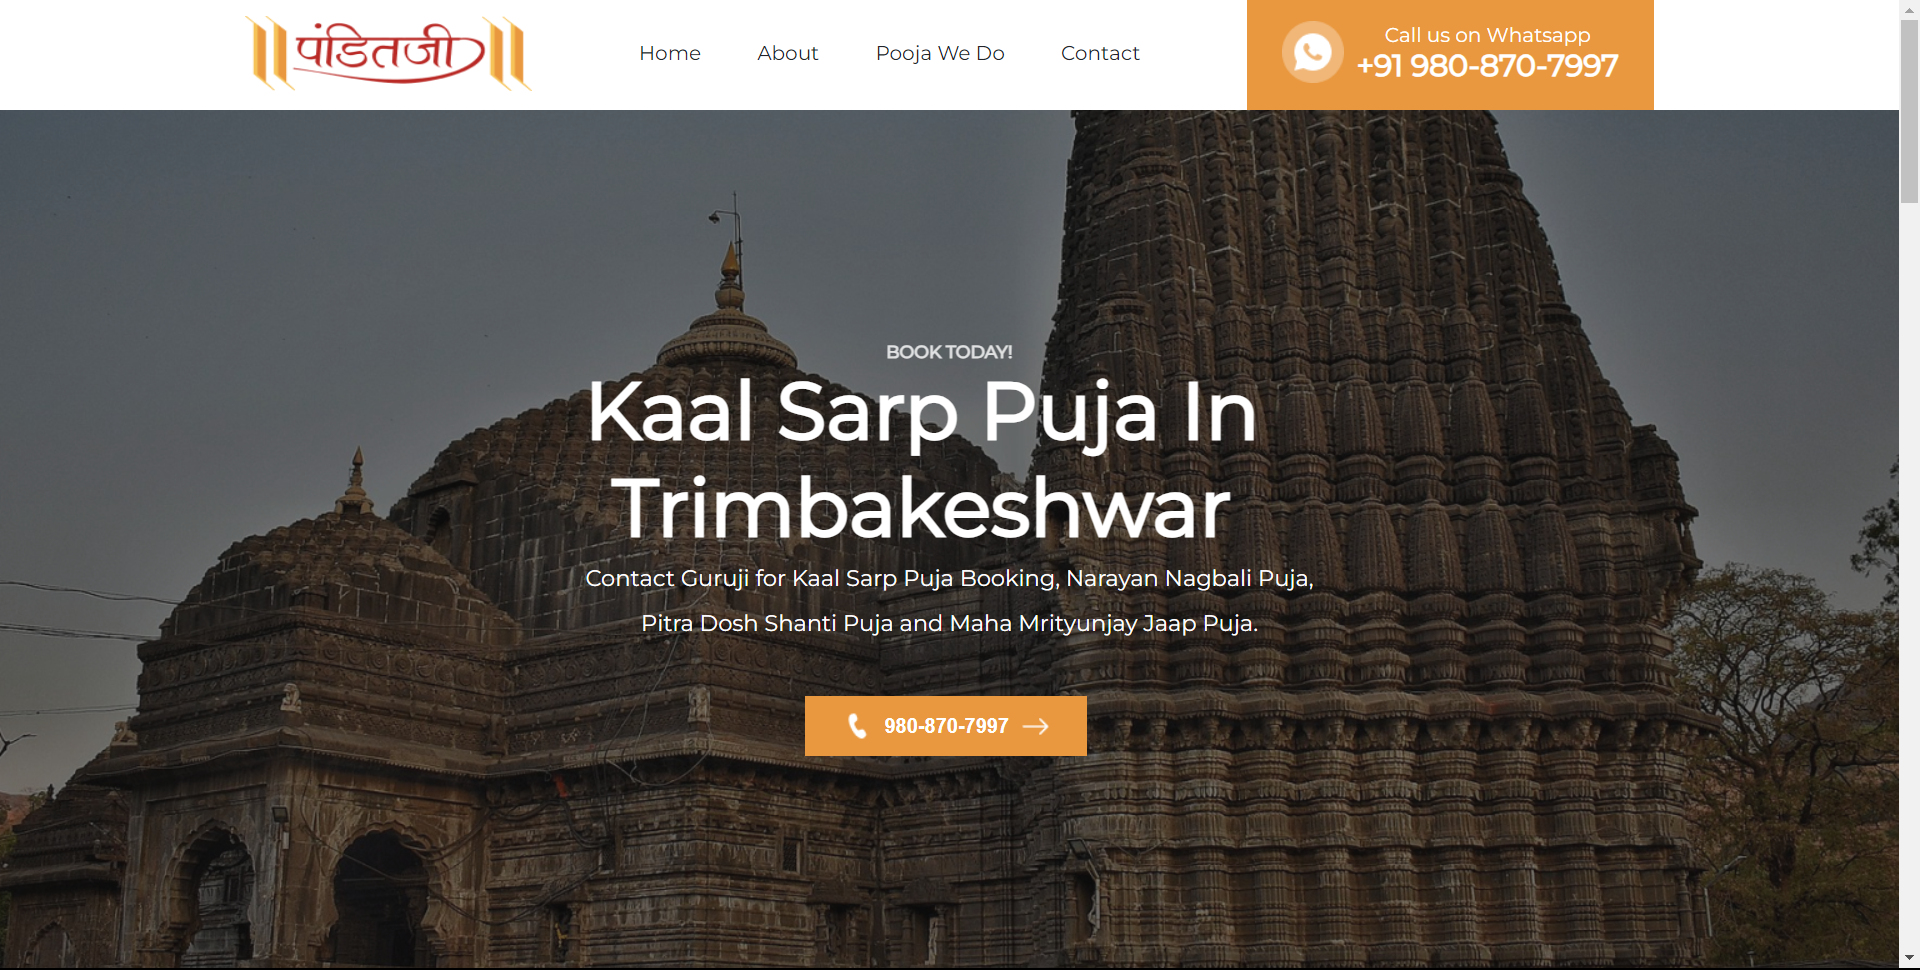 पंडितजी
Home
About
Pooja We Do
Contact
Call us on Whatsapp
+91 980-870-7997
BOOK TODAY!
Kaal Sarp Puja In
Trimbakeshwar
Contact Guruji for Kaal Sarp Puja Booking, Narayan Nagbali Puja,
Pitra Dosh Shanti Puja and Maha Mrityunjay Jaap Puja.
980-870-7997